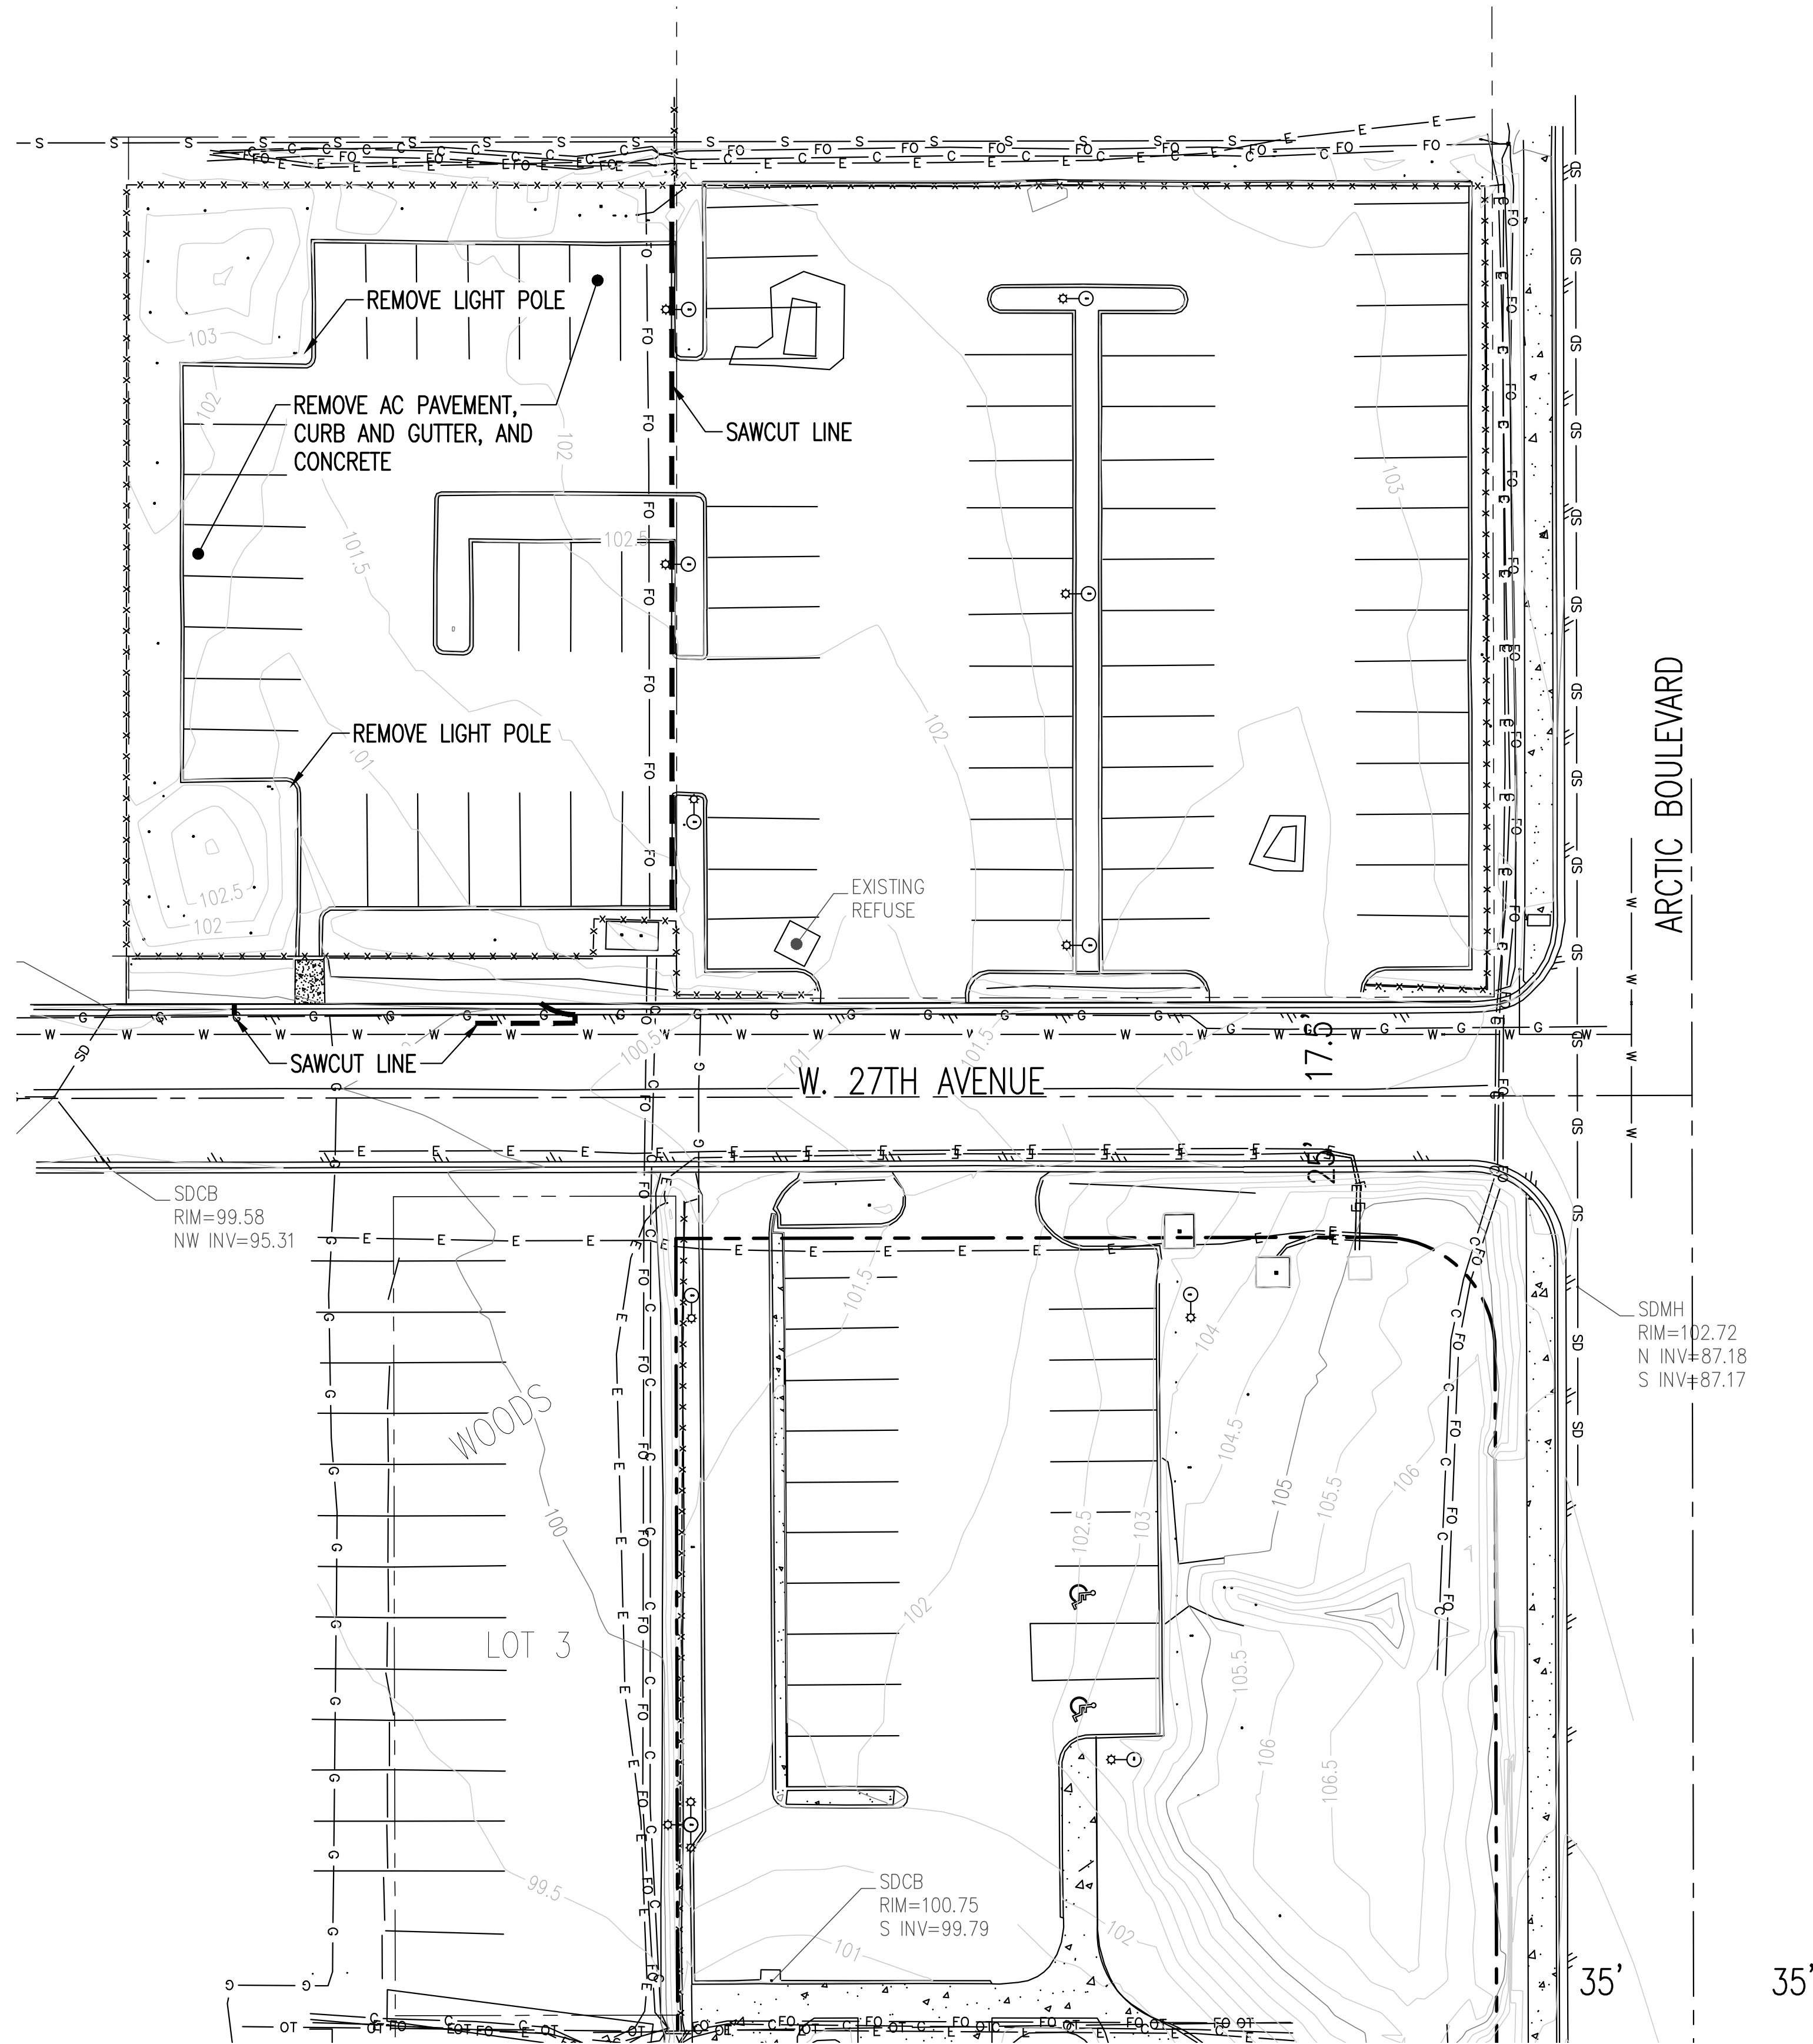 REMOVE LIGHT POLE
103
REMOVE AC PAVEMENT,
CURB AND GUTTER, AND
CONCRETE
102
102
SAWCUT LINE
103
101.5
102.5
REMOVE LIGHT POLE
101
102
ARCTIC BOULEVARD
102.5
102
EXISTING
REFUSE
SAWCUT LINE
100.5
101
101.5
102
17.5'
W. 27TH AVENUE
25'
SDCB
RIM=99.58
NW INV=95.31
101.5
104
SDMH
RIM=102.72
N INV=87.18
S INV=87.17
WOODS
104.5
105
105.5
106
100
102.5
103
102
LOT 3
105.5
106
106.5
99.5
SDCB
RIM=100.75
S INV=99.79
101
102
35'
35'